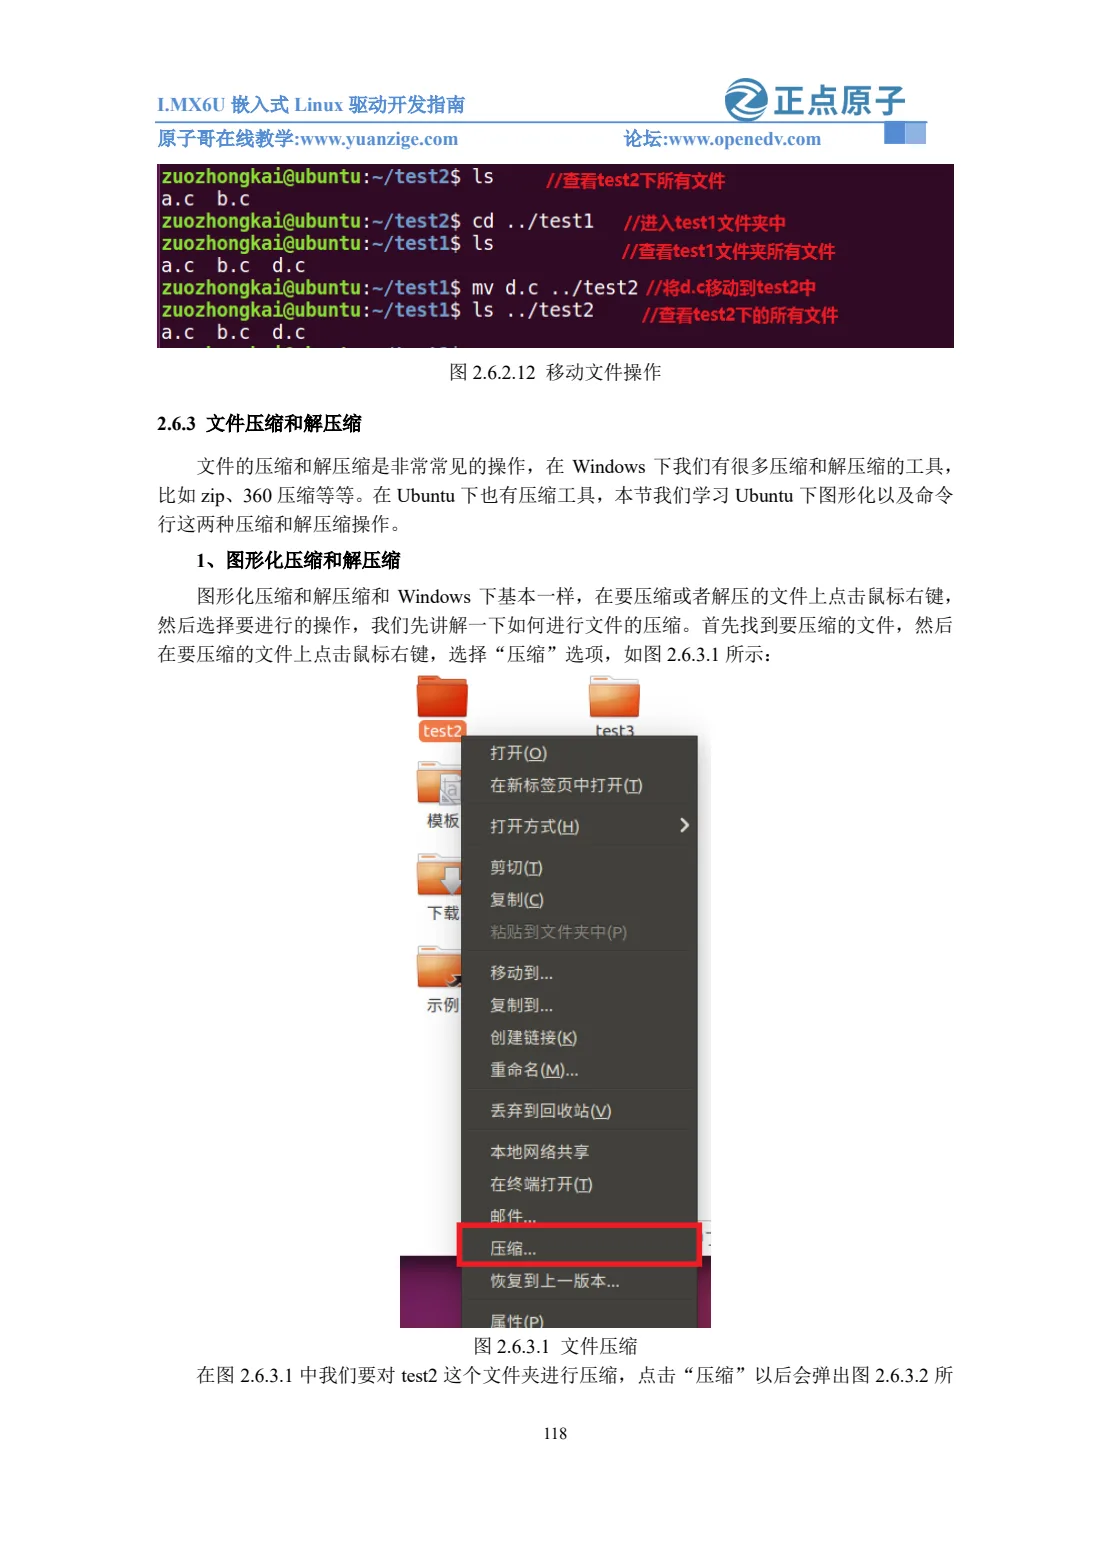 I.MX6U 嵌入式 Linux 驱动开发指南
正点原子
原子哥在线教学:www.yuanzige.com 论坛:www.openedv.com
zuozhongkai@ubuntu:~/test2$ ls //查看test2下所有文件
a.c b.c
zuozhongkai@ubuntu:~/test2$ cd ../test1 //进入test1文件夹中
zuozhongkai@ubuntu:~/test1$ ls //查看test1文件夹所有文件
a.c b.c d.c
zuozhongkai@ubuntu:~/test1$ mv d.c ../test2 //将d.c移动到test2中
zuozhongkai@ubuntu:~/test1$ ls ../test2 //查看test2下的所有文件
a.c b.c d.c
图 2.6.2.12 移动文件操作
2.6.3 文件压缩和解压缩
文件的压缩和解压缩是非常常见的操作，在 Windows 下我们有很多压缩和解压缩的工具，
比如 zip、360 压缩等等。在 Ubuntu 下也有压缩工具，本节我们学习 Ubuntu 下图形化以及命令
行这两种压缩和解压缩操作。
1、图形化压缩和解压缩
图形化压缩和解压缩和 Windows 下基本一样，在要压缩或者解压的文件上点击鼠标右键，
然后选择要进行的操作，我们先讲解一下如何进行文件的压缩。首先找到要压缩的文件，然后
在要压缩的文件上点击鼠标右键，选择“压缩”选项，如图 2.6.3.1 所示：
test2 test3
打开(O)
在新标签页中打开(T)
模板
打开方式(H)
剪切(T)
复制(C)
下载
粘贴到文件夹中(P)
移动到...
示例
复制到...
创建链接(K)
重命名(M)...
丢弃到回收站(V)
本地网络共享
在终端打开(T)
邮件...
压缩...
恢复到上一版本...
属性(P)
图 2.6.3.1 文件压缩
在图 2.6.3.1 中我们要对 test2 这个文件夹进行压缩，点击“压缩”以后会弹出图 2.6.3.2 所
118